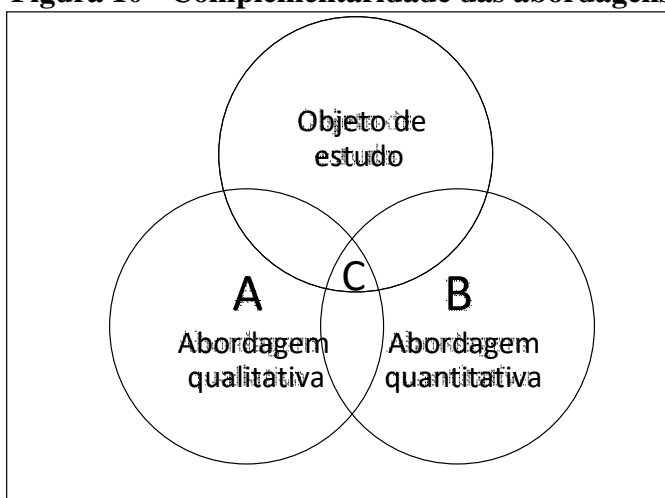 Figura 10 – Complementaridade das abordagens
Objeto de
estudo
C
A
B
Abordagem
qualitativa
Abordagem
quantitativa